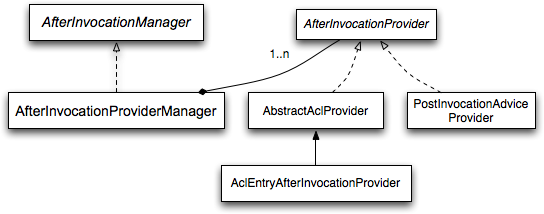 AfterInvocationManager
AfterInvocationProvider
1..n
AfterInvocationProviderManager
AbstractAclProvider
PostInvocationAdvice
Provider
AclEntryAfterInvocationProvider